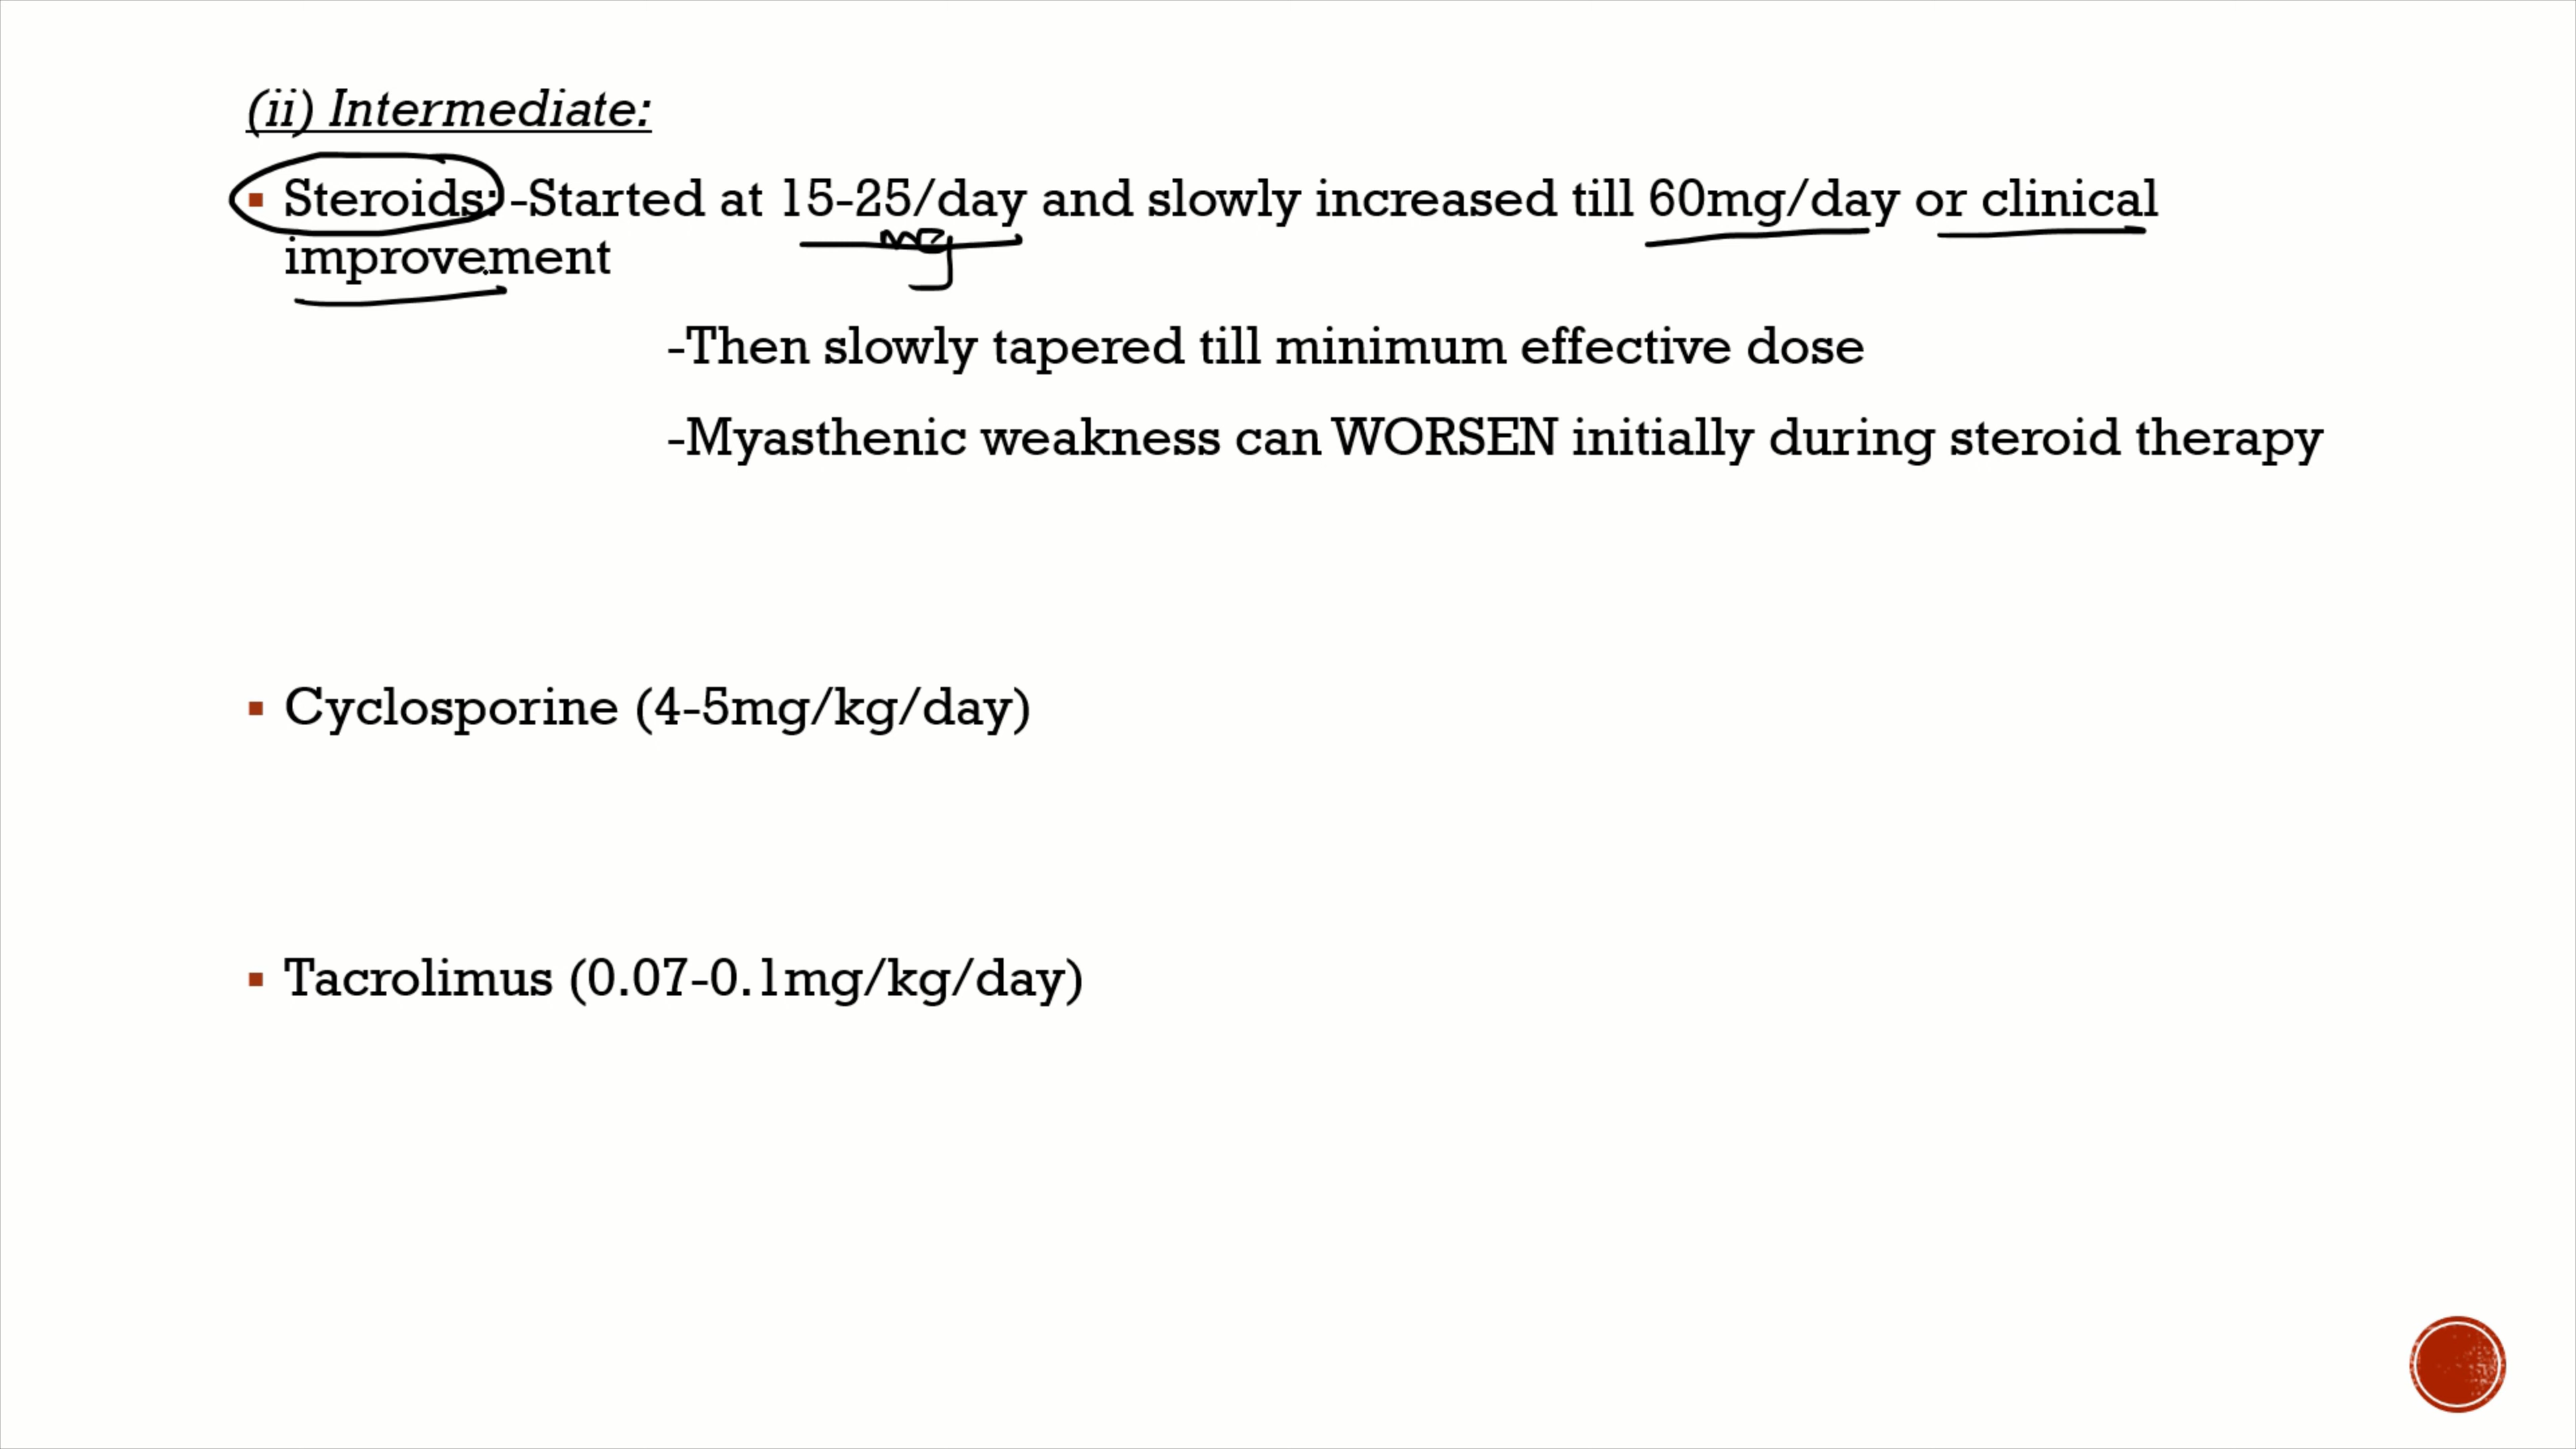 (ii) Intermediate:
▪ Steroids: -Started at 15-25/day and slowly increased till 60mg/day or clinical
mg
improvement
-Then slowly tapered till minimum effective dose
-Myasthenic weakness can WORSEN initially during steroid therapy
▪ Cyclosporine (4-5mg/kg/day)
▪ Tacrolimus (0.07-0.1mg/kg/day)